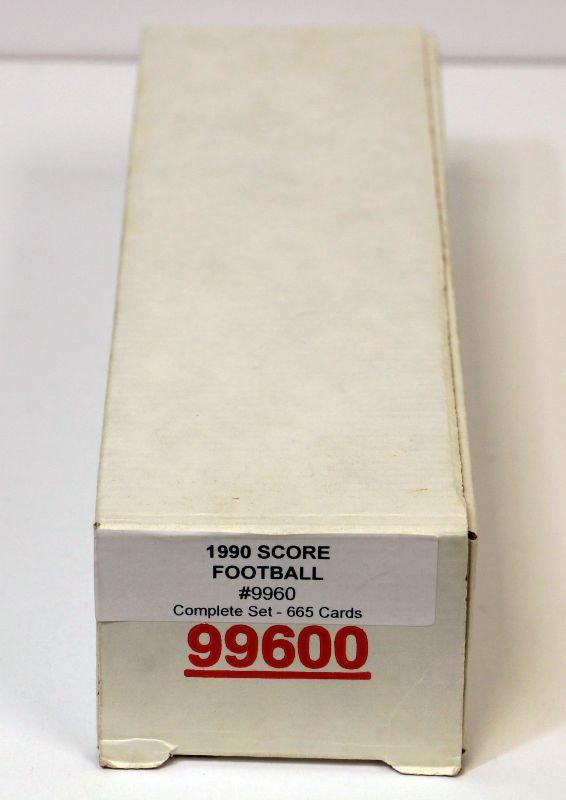 1990 SCORE
FOOTBALL
#9960
Complete Set - 665 Cards
99600